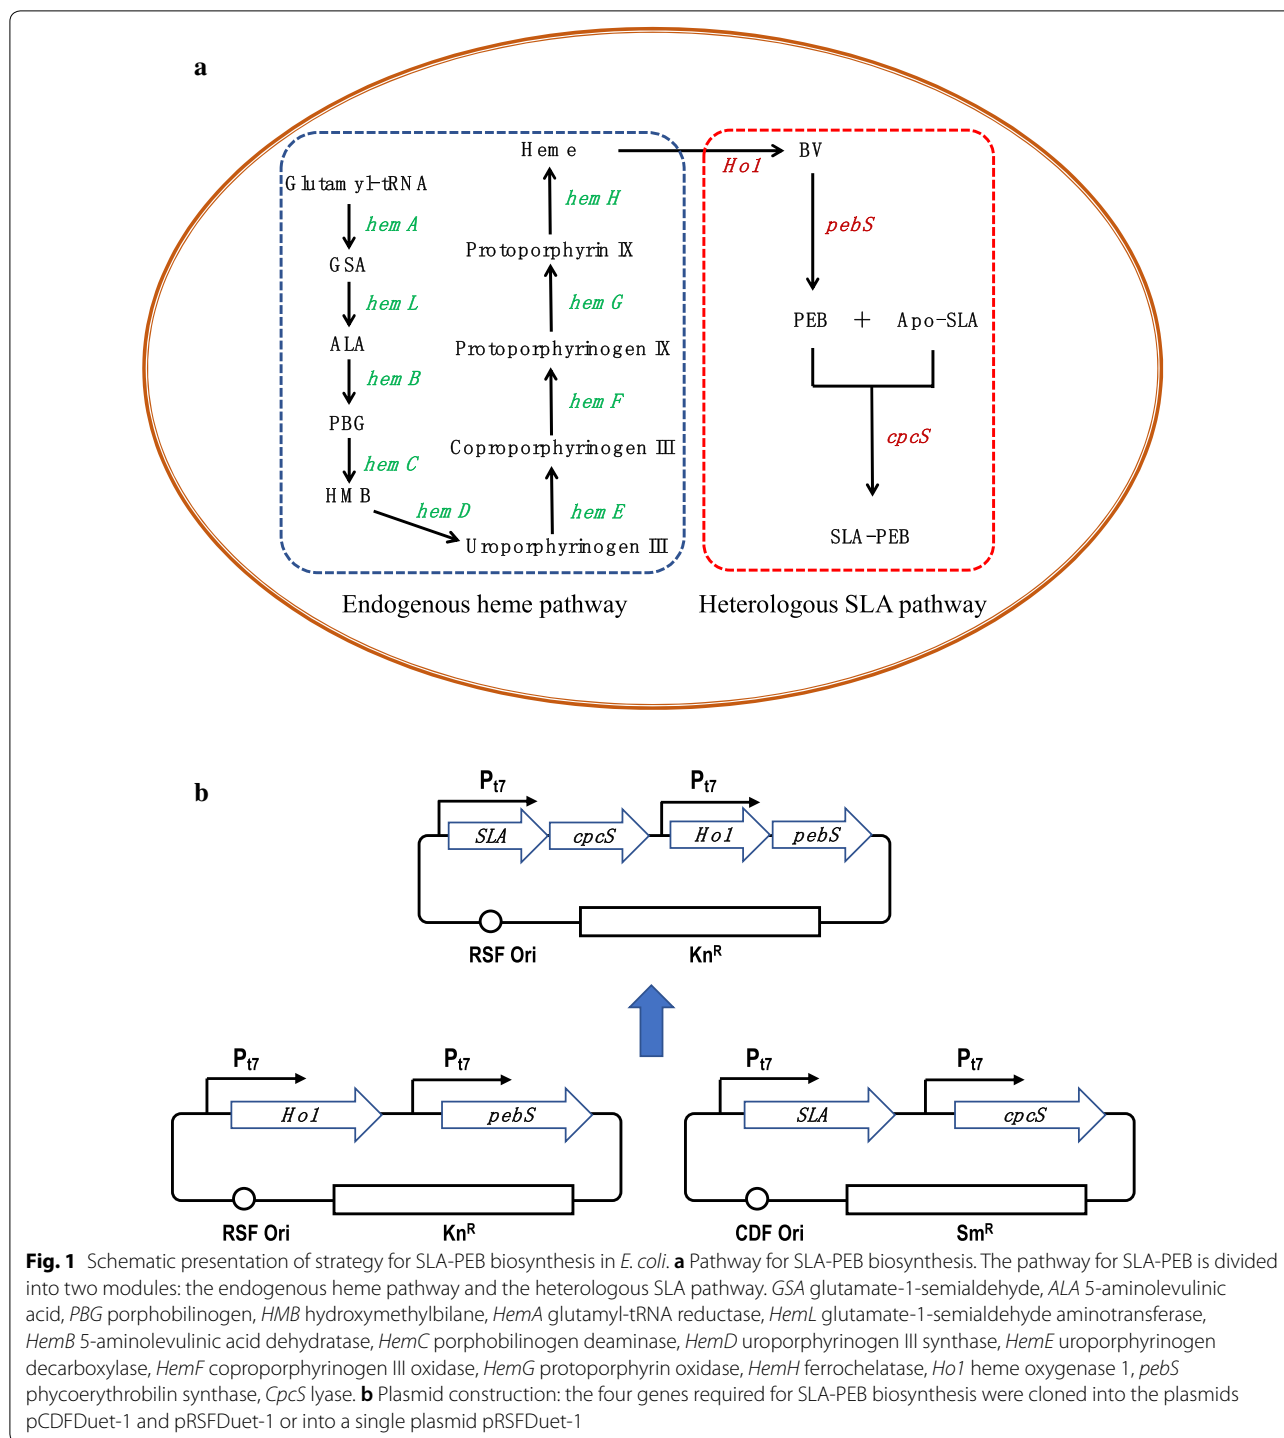 a
Heme
BV
Ho1
Glutamyl-tRNA
hemH
hemA
pebS
Protoporphyrin IX
GSA
hemL
hemG
PEB + Apo-SLA
ALA
Protoporphyrinogen IX
hemB
hemF
PBG
cpcS
Coproporphyrinogen III
hemC
HMB
hemD
hemE
SLA-PEB
Uroporphyrinogen III
Endogenous heme pathway
Heterologous SLA pathway
b
Pt7
Pt7
SLA
cpcS
Ho1
pebS
RSF Ori
KnR
Pt7
Pt7
Pt7
Pt7
Ho1
pebS
SLA
cpcS
RSF Ori
KnR
CDF Ori
SmR
Fig. 1 Schematic presentation of strategy for SLA-PEB biosynthesis in E. coli. a Pathway for SLA-PEB biosynthesis. The pathway for SLA-PEB is divided
into two modules: the endogenous heme pathway and the heterologous SLA pathway. GSA glutamate-1-semialdehyde, ALA 5-aminolevulinic
acid, PBG porphobilinogen, HMB hydroxymethylbilane, HemA glutamyl-tRNA reductase, HemL glutamate-1-semialdehyde aminotransferase,
HemB 5-aminolevulinic acid dehydratase, HemC porphobilinogen deaminase, HemD uroporphyrinogen III synthase, HemE uroporphyrinogen
decarboxylase, HemF coproporphyrinogen III oxidase, HemG protoporphyrin oxidase, HemH ferrochelatase, Ho1 heme oxygenase 1, pebS
phycoerythrobilin synthase, CpcS lyase. b Plasmid construction: the four genes required for SLA-PEB biosynthesis were cloned into the plasmids
pCDFDuet-1 and pRSFDuet-1 or into a single plasmid pRSFDuet-1